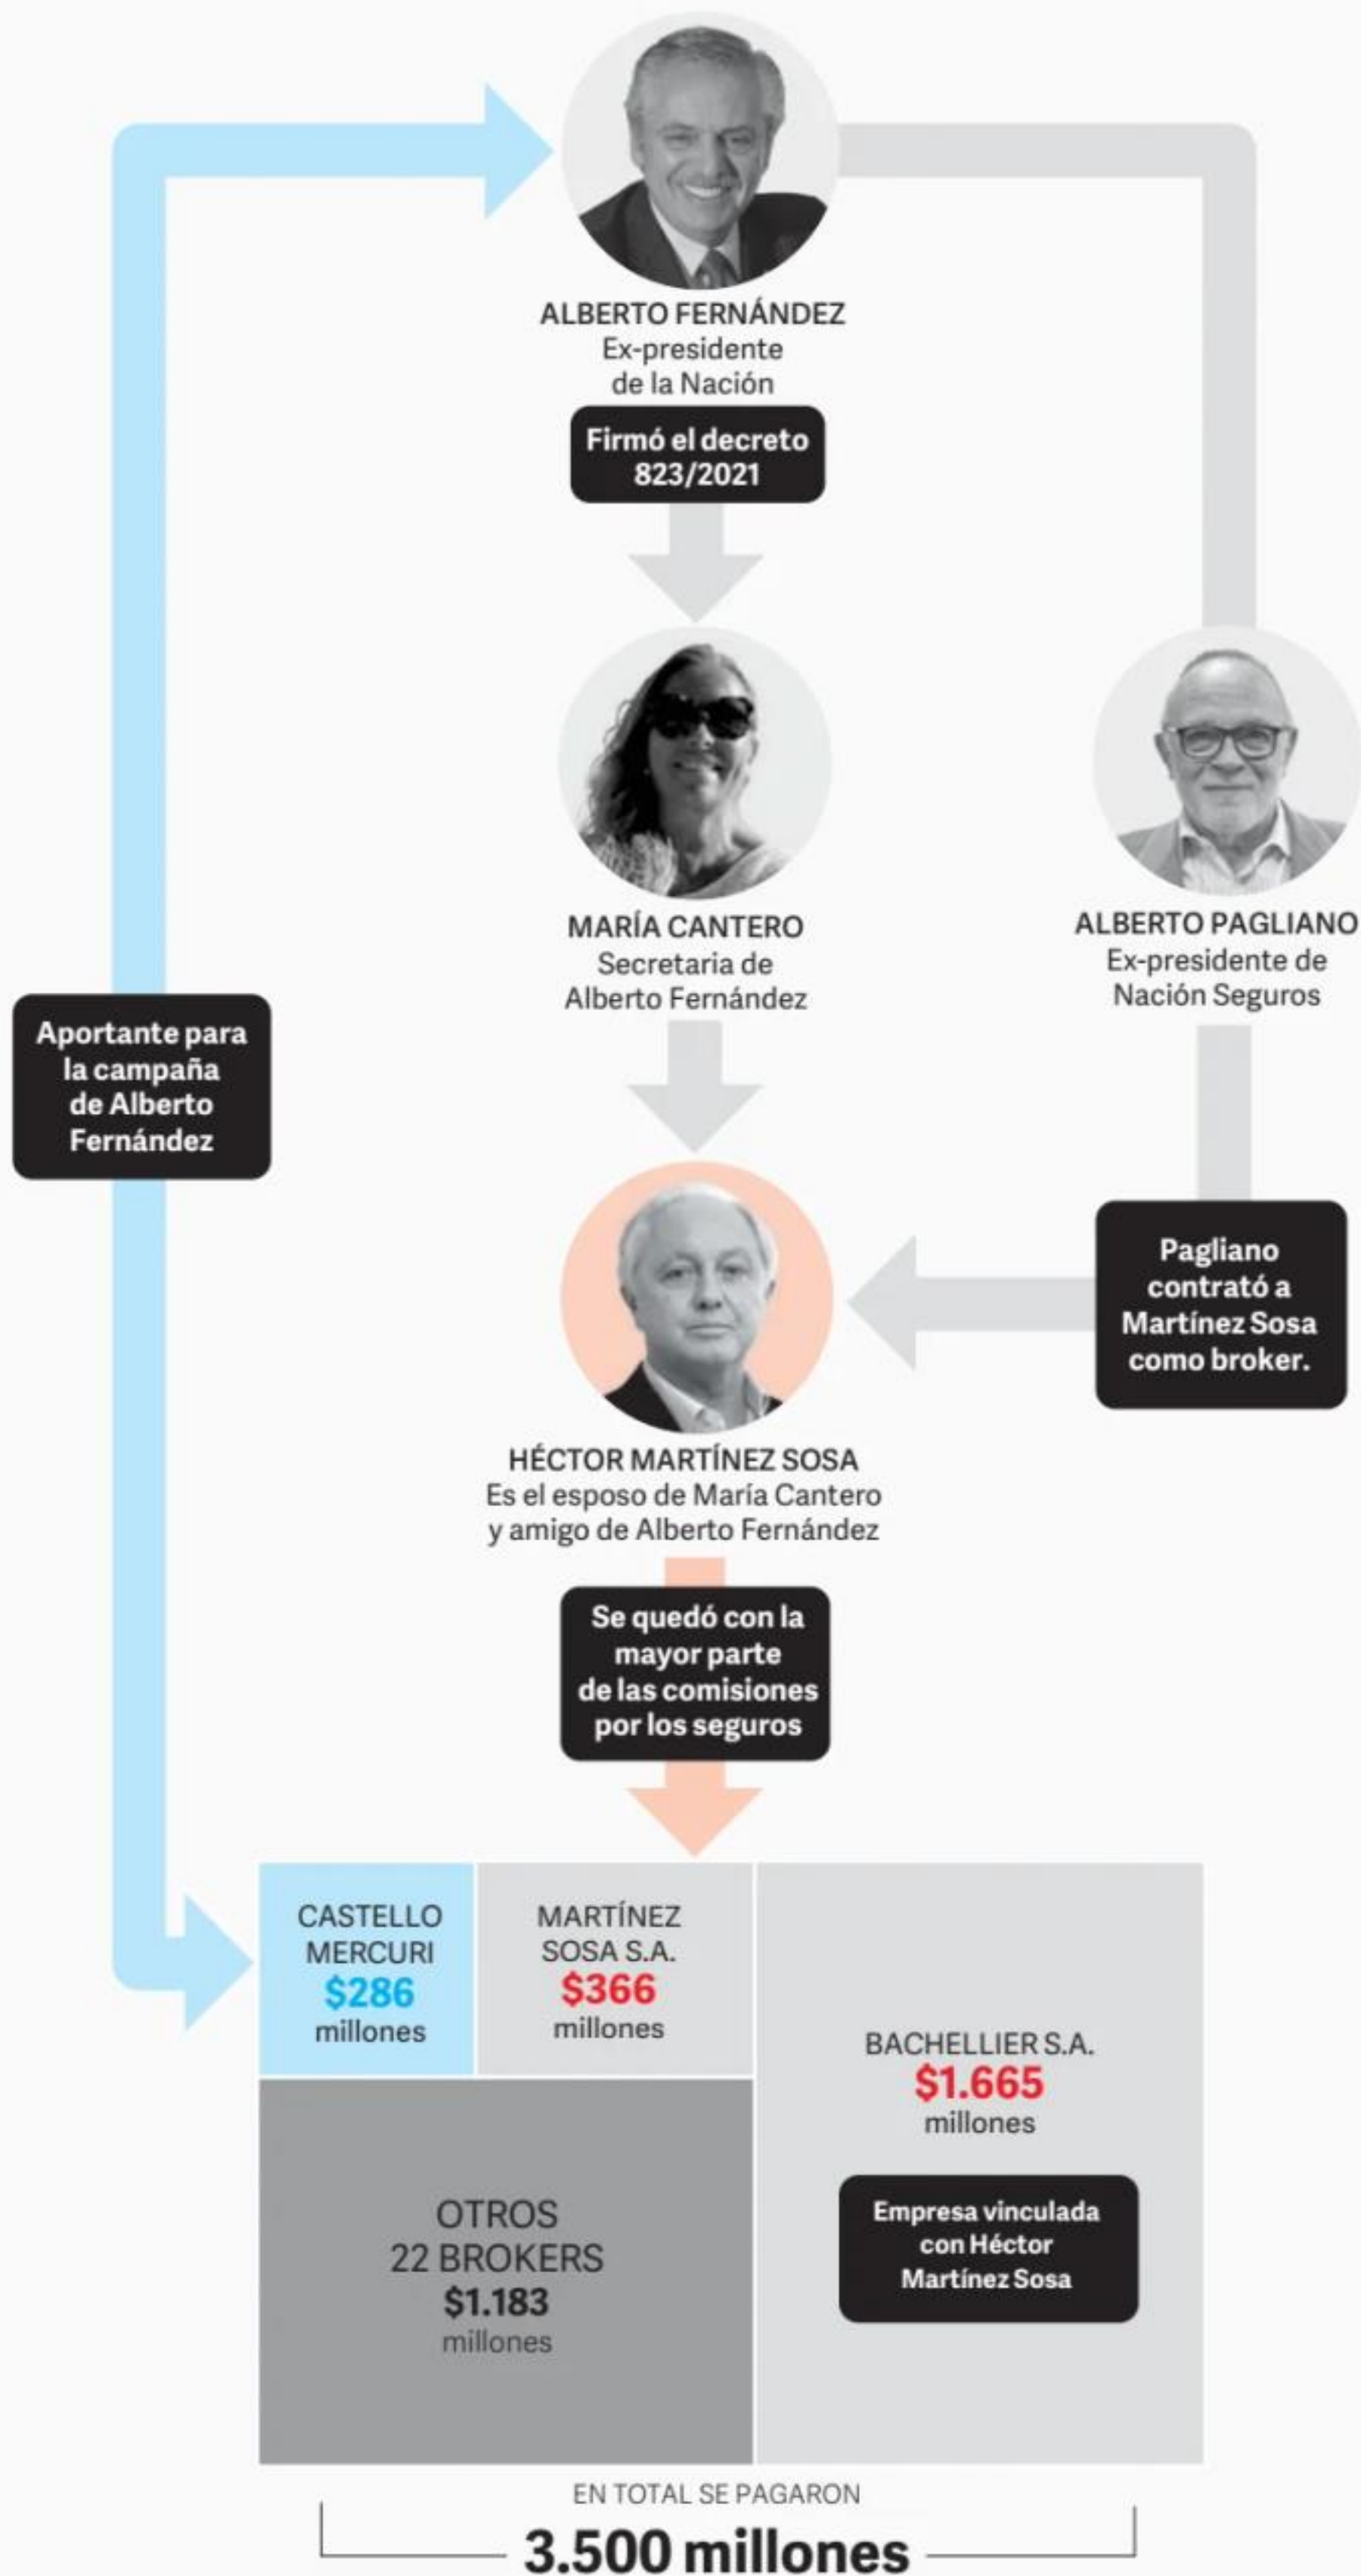 ALBERTO FERNÁNDEZ
Ex-presidente
de la Nación
Firmó el decreto
823/2021
MARÍA CANTERO
Secretaria de
Alberto Fernández
ALBERTO PAGLIANO
Ex-presidente de
Nación Seguros
Aportante para
la campaña
de Alberto
Fernández
Pagliano
contrató a
Martínez Sosa
como broker.
HÉCTOR MARTÍNEZ SOSA
Es el esposo de María Cantero
y amigo de Alberto Fernández
Se quedó con la
mayor parte
de las comisiones
por los seguros
CASTELLO
MERCURI
$286
millones
MARTÍNEZ
SOSA S.A.
$366
millones
BACHELLIER S.A.
$1.665
millones
Empresa vinculada
con Héctor
Martínez Sosa
OTROS
22 BROKERS
$1.183
millones
EN TOTAL SE PAGARON
3.500 millones